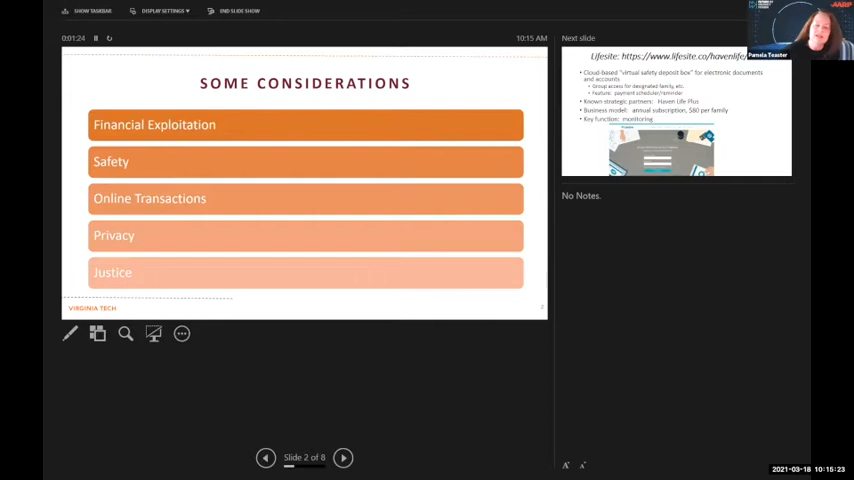 SHOW TASKBAR
DISPLAY SETTINGS
END SLIDE SHOW
AARP
Pamela Teaster
0:01:24
10:15 AM
Next slide
SOME CONSIDERATIONS
Financial Exploitation
Safety
Online Transactions
Privacy
Justice
VIRGINIA TECH
2
Lifesite: https://www.lifesite.co/havenlife/
• Cloud-based "virtual safety deposit box" for electronic documents
and accounts
• Group access for designated family, etc.
• Feature: payment scheduler/reminder
• Known strategic partners: Haven Life Plus
• Business model: annual subscription, $80 per family
• Key function: monitoring
No Notes.
Slide 2 of 8
2021-03-18 10:15:23